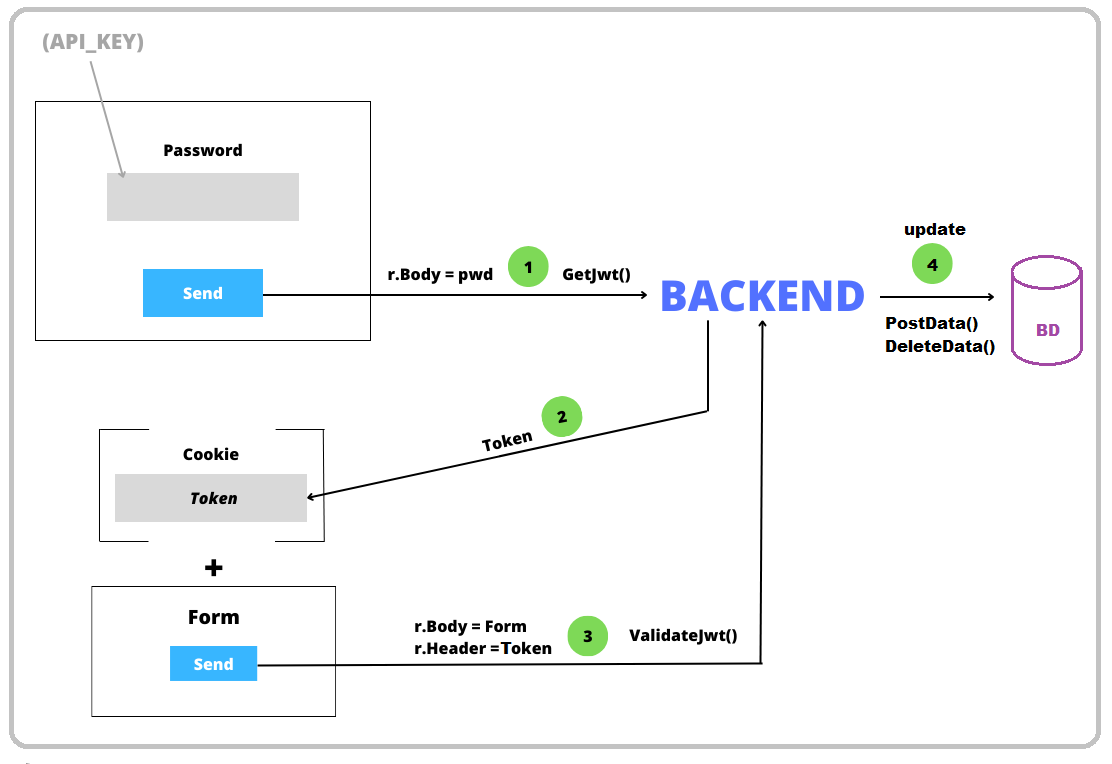 (API_KEY)
Password
Send
r.Body = pwd
1
GetJwt()
BACKEND
update
4
PostData()
DeleteData()
BD
2
Token
Cookie
Token
+
Form
Send
r.Body = Form
r.Header =Token
3
ValidateJwt()